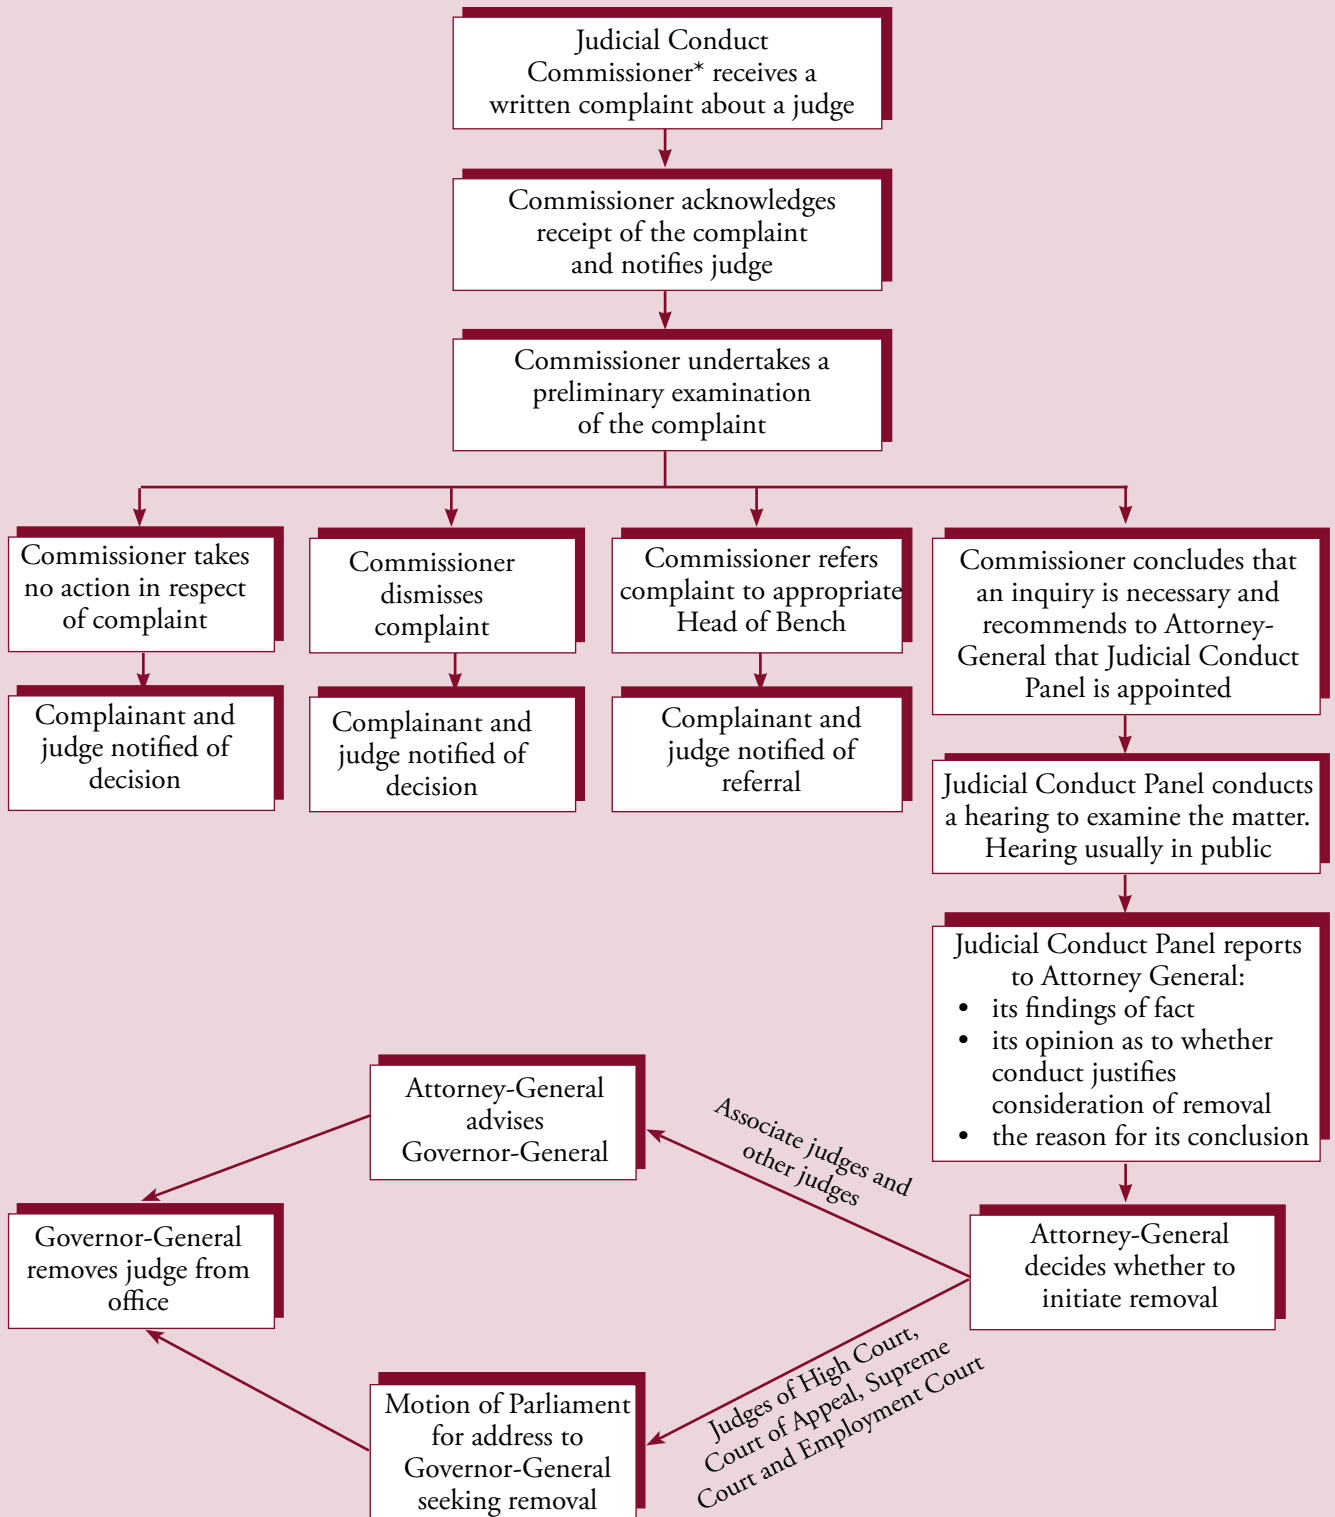 Judicial Conduct
Commissioner* receives a
written complaint about a judge
Commissioner acknowledges
receipt of the complaint
and notifies judge
Commissioner undertakes a
preliminary examination
of the complaint
Commissioner takes
no action in respect
of complaint
Commissioner
dismisses
complaint
Commissioner refers
complaint to appropriate
Head of Bench
Commissioner concludes that
an inquiry is necessary and
recommends to Attorney-
General that Judicial Conduct
Panel is appointed
Complainant and
judge notified of
decision
Complainant and
judge notified of
decision
Complainant and
judge notified of
referral
Judicial Conduct Panel conducts
a hearing to examine the matter.
Hearing usually in public
Judicial Conduct Panel reports
to Attorney General:
• its findings of fact
• its opinion as to whether
conduct justifies
consideration of removal
• the reason for its conclusion
Attorney-General
decides whether to
initiate removal
Associate judges and
other judges
Attorney-General
advises
Governor-General
Judges of High Court,
Court of Appeal, Supreme
Court and Employment Court
Motion of Parliament
for address to
Governor-General
seeking removal
Governor-General
removes judge from
office